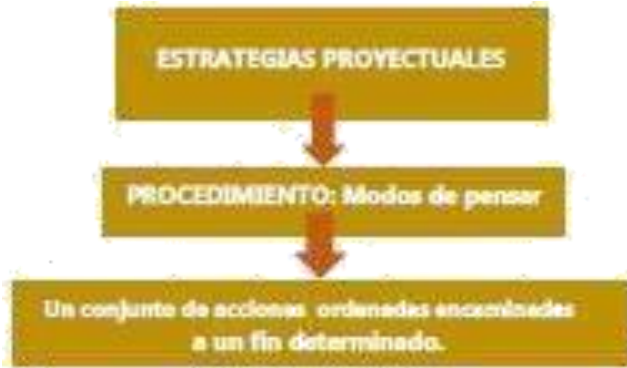 ESTRATEGIAS PROYECTUALES
PROCEDIMIENTO: Modos de pensar
Un conjunto de acciones ordenadas encaminadas
a un fin determinado.